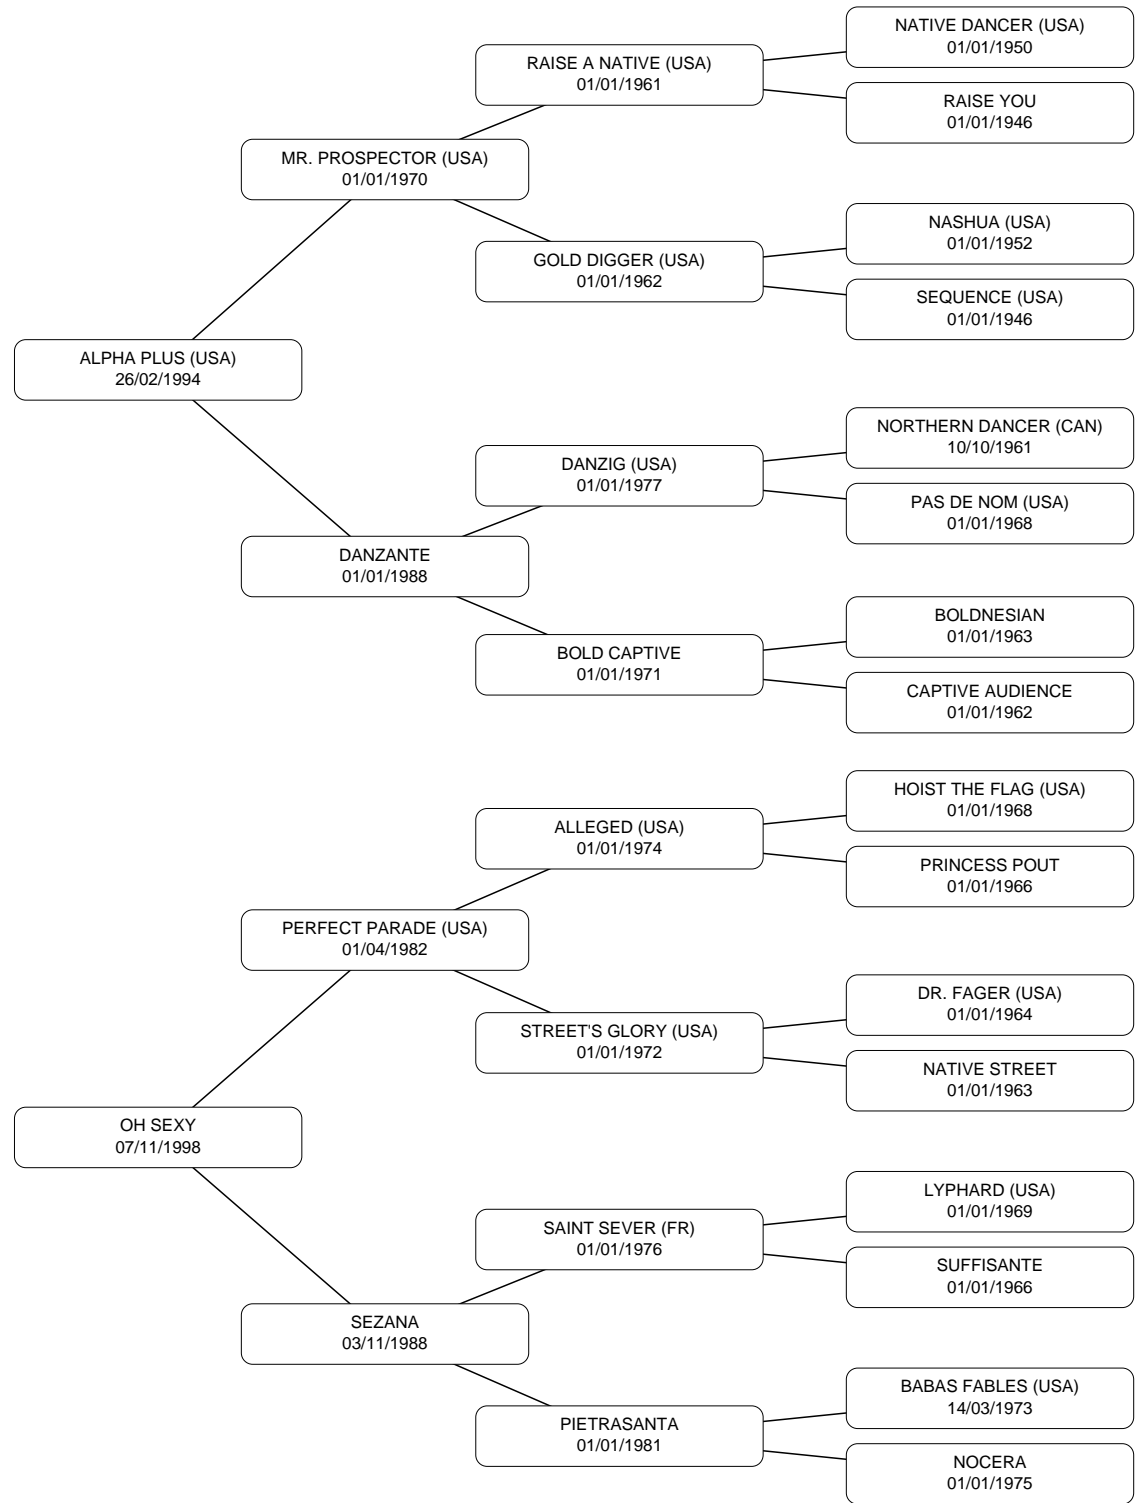 NATIVE DANCER (USA)
01/01/1950
RAISE A NATIVE (USA)
01/01/1961
RAISE YOU
01/01/1946
MR. PROSPECTOR (USA)
01/01/1970
NASHUA (USA)
01/01/1952
GOLD DIGGER (USA)
01/01/1962
SEQUENCE (USA)
01/01/1946
ALPHA PLUS (USA)
26/02/1994
NORTHERN DANCER (CAN)
10/10/1961
DANZIG (USA)
01/01/1977
PAS DE NOM (USA)
01/01/1968
DANZANTE
01/01/1988
BOLDNESIAN
01/01/1963
BOLD CAPTIVE
01/01/1971
CAPTIVE AUDIENCE
01/01/1962
HOIST THE FLAG (USA)
01/01/1968
ALLEGED (USA)
01/01/1974
PRINCESS POUT
01/01/1966
PERFECT PARADE (USA)
01/04/1982
DR. FAGER (USA)
01/01/1964
STREET'S GLORY (USA)
01/01/1972
NATIVE STREET
01/01/1963
OH SEXY
07/11/1998
LYPHARD (USA)
01/01/1969
SAINT SEVER (FR)
01/01/1976
SUFFISANTE
01/01/1966
SEZANA
03/11/1988
BABAS FABLES (USA)
14/03/1973
PIETRASANTA
01/01/1981
NOCERA
01/01/1975